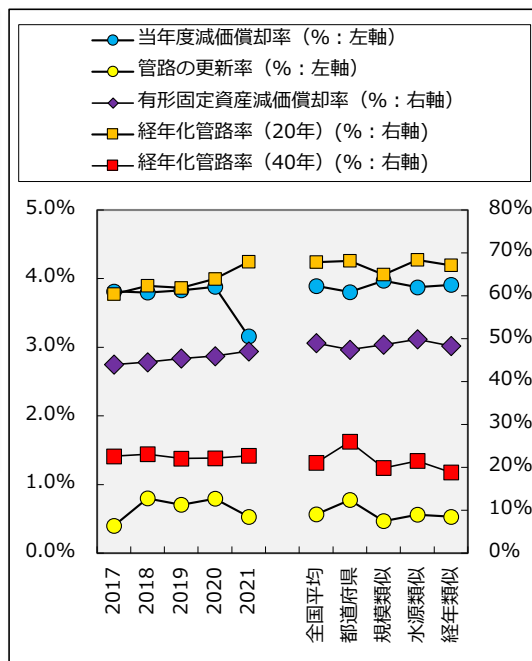 当年度減価償却率（%：左軸）
管路の更新率（%：左軸）
有形固定資産減価償却率（%：右軸）
経年化管路率（20年）(%：右軸)
経年化管路率（40年）(%：右軸)
5.0%
4.0%
3.0%
2.0%
1.0%
0.0%
80%
70%
60%
50%
40%
30%
20%
10%
0%
2017
2018
2019
2020
2021
全国平均
都道府県
規模類似
水源類似
経年類似